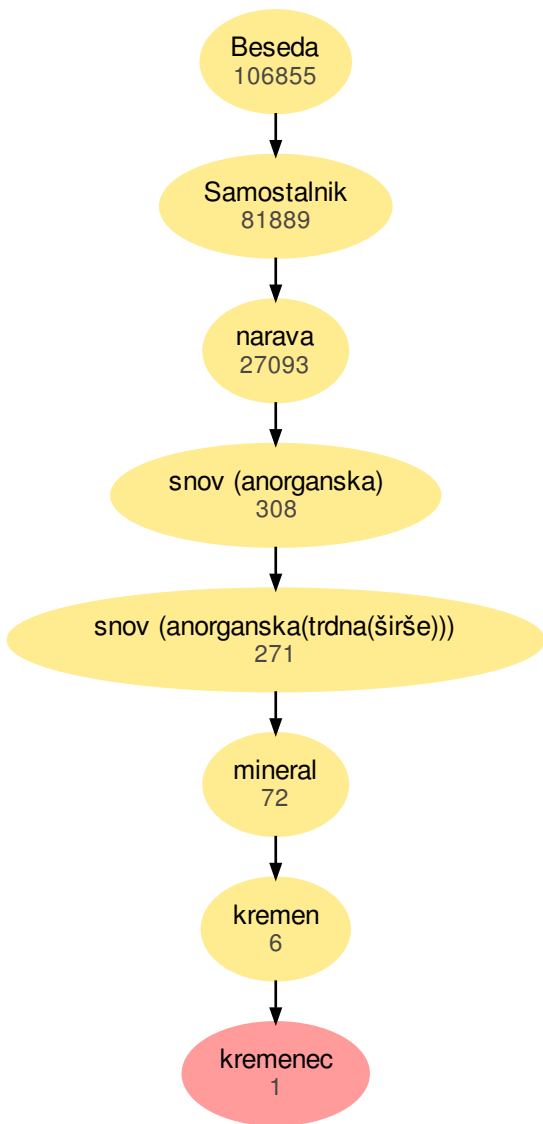 Beseda
106855
Samostalnik
81889
narava
27093
snov (anorganska)
308
snov (anorganska(trdna(širše)))
271
mineral
72
kremen
6
kremenec
1